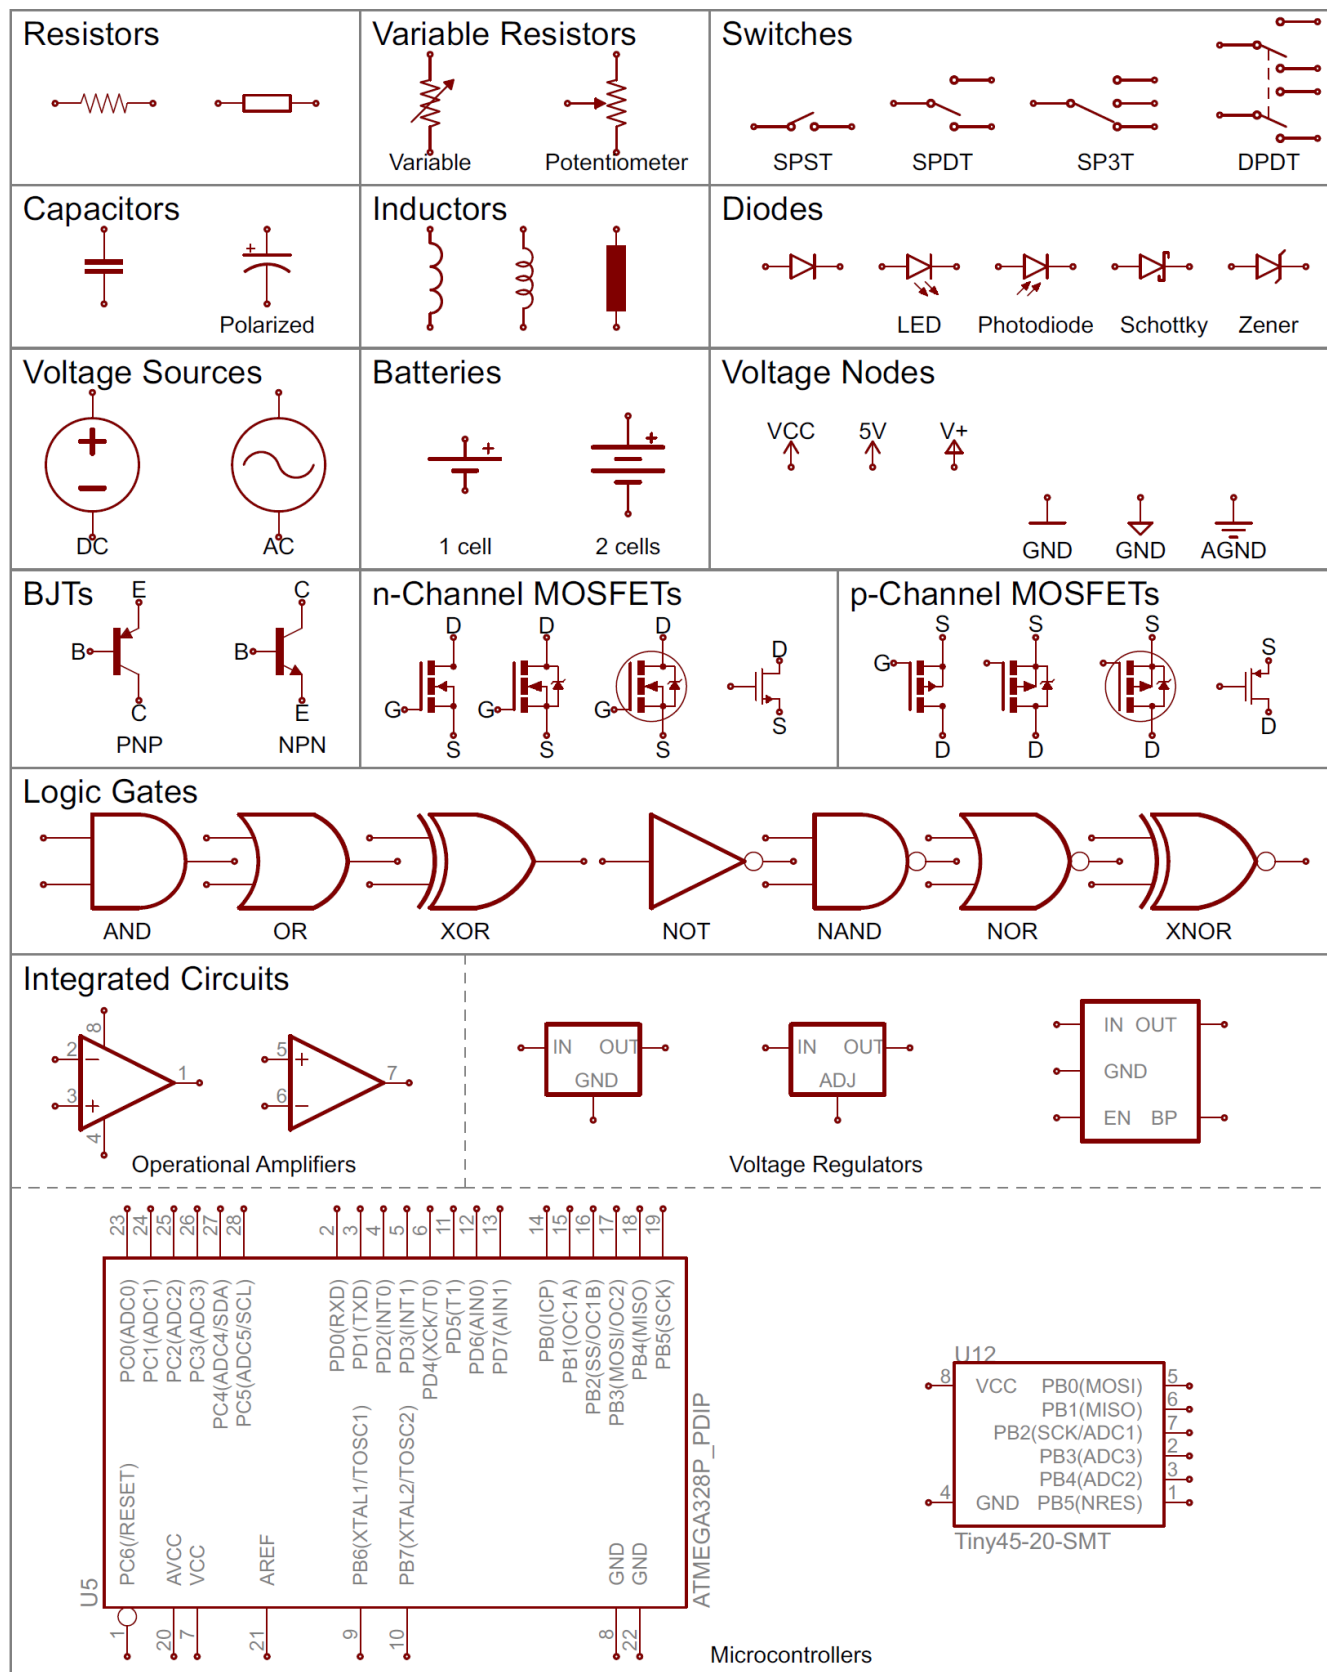 Resistors
Variable Resistors
Variable
Potentiometer
Switches
SPST
SPDT
SP3T
DPDT
Capacitors
+
Polarized
Inductors
Diodes
LED
Photodiode
Schottky
Zener
Voltage Sources
DC
AC
Batteries
+
+
1 cell
2 cells
Voltage Nodes
VCC
5V
V+
GND
GND
AGND
BJTs
E
B
C
PNP
C
B
E
NPN
n-Channel MOSFETs
D
G
S
D
G
S
D
G
S
D
S
p-Channel MOSFETs
S
G
D
S
D
S
D
S
D
Logic Gates
AND
OR
XOR
NOT
NAND
NOR
XNOR
Integrated Circuits
8
2 −
1
3 +
4
5 +
7
6 −
Operational Amplifiers
IN OUT
GND
IN OUT
ADJ
IN OUT
GND
EN BP
Voltage Regulators
23
24
25
26
27
28
2
3
4
5
6
11
12
13
14
15
16
17
18
19
PC0(ADC0)
PC1(ADC1)
PC2(ADC2)
PC3(ADC3)
PC4(ADC4/SDA)
PC5(ADC5/SCL)
PD0(RXD)
PD1(TXD)
PD2(INT0)
PD3(INT1)
PD4(XCK/T0)
PD5(T1)
PD6(AIN0)
PD7(AIN1)
PB0(ICP)
PB1(OC1A)
PB2(SS/OC1B)
PB3(MOSI/OC2)
PB4(MISO)
PB5(SCK)
PC6(/RESET)
AVCC
VCC
AREF
PB6(XTAL1/TOSC1)
PB7(XTAL2/TOSC2)
GND
GND
U5
ATMEGA328P_PDIP
1
20
7
21
9
10
8
22
U12
8 VCC PB0(MOSI) 5
PB1(MISO) 6
PB2(SCK/ADC1) 7
PB3(ADC3) 2
PB4(ADC2) 3
4 GND PB5(NRES) 1
Tiny45-20-SMT
Microcontrollers